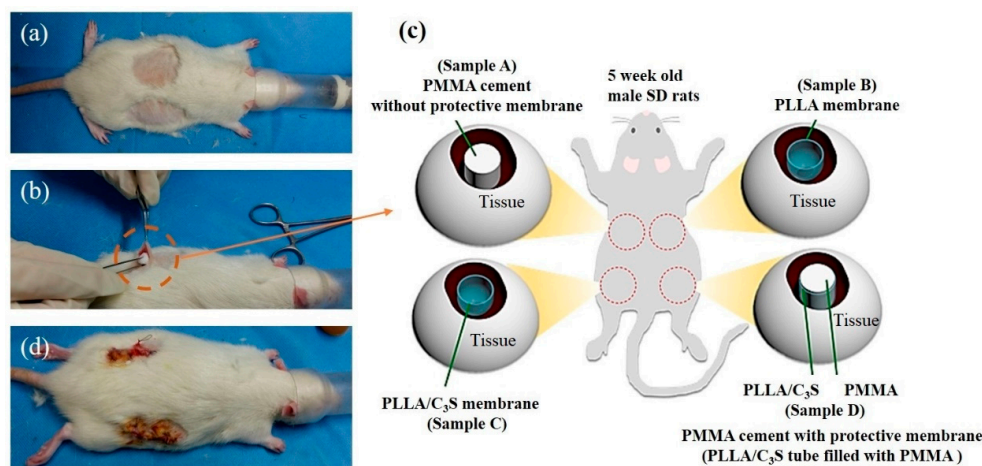 (a)
(b)
(d)
(c)
(Sample A)
PMMA cement
without protective membrane
5 week old
male SD rats
(Sample B)
PLLA membrane
Tissue
Tissue
Tissue
Tissue
PLLA/C₃S membrane
(Sample C)
PLLA/C₃S PMMA
(Sample D)
PMMA cement with protective membrane
(PLLA/C₃S tube filled with PMMA )